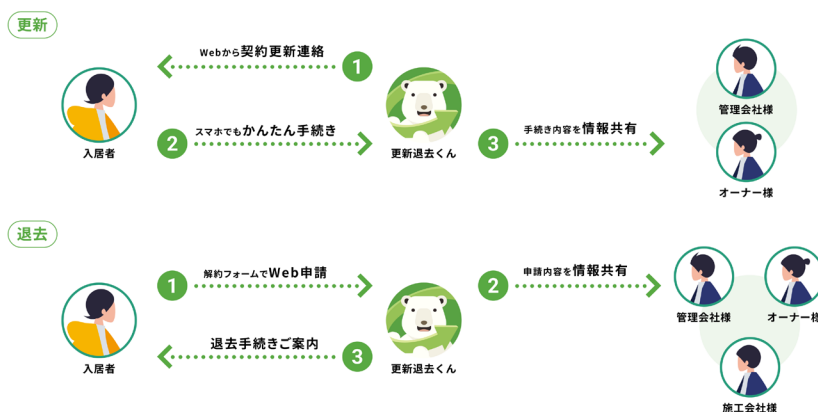 更新
Webから契約更新連絡
1
2
スマホでもかんたん手続き
3
手続き内容を情報共有
入居者
更新退去くん
管理会社様
オーナー様
退去
1
解約フォームでWeb申請
2
申請内容を情報共有
退去手続きご案内
3
入居者
更新退去くん
管理会社様
オーナー様
施工会社様